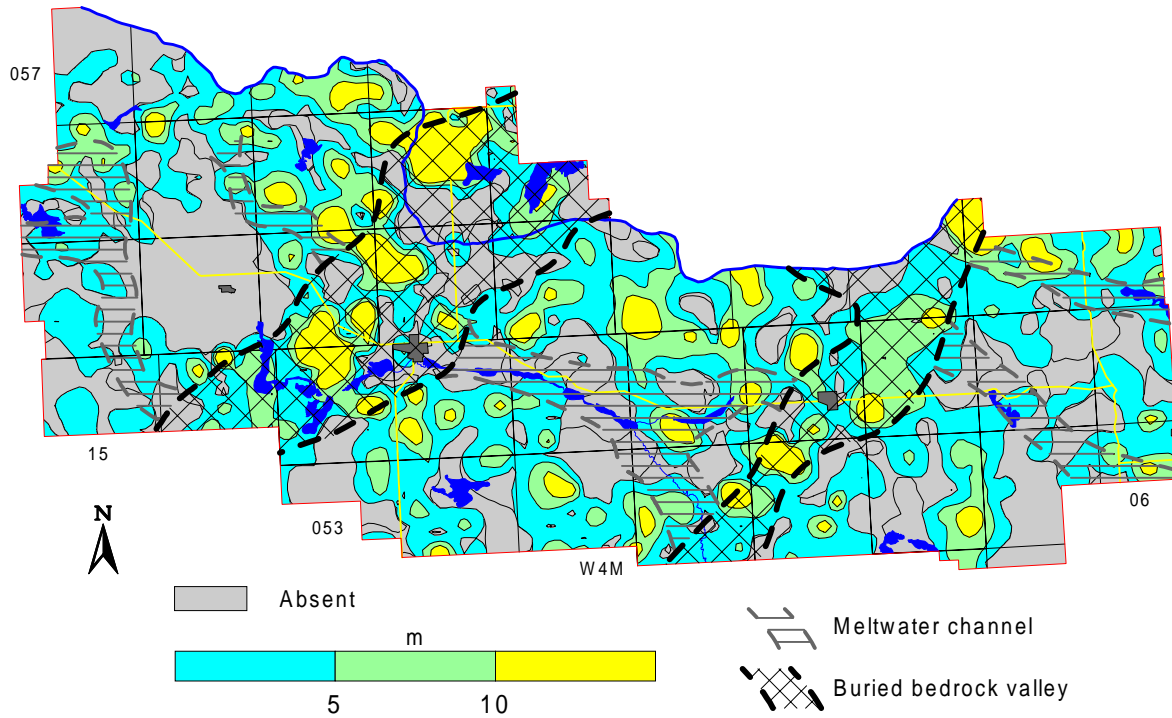 057
15
N
053
06
W4M
Absent
m
5 10
Meltwater channel
Buried bedrock valley